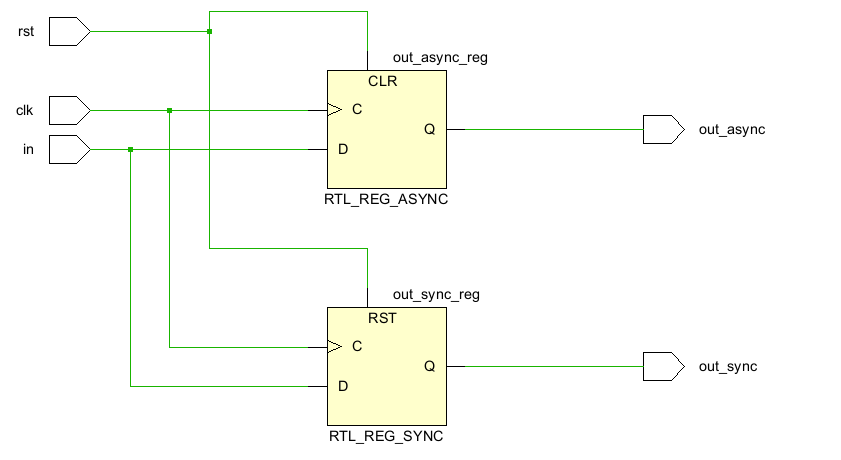 rst
out_async_reg
CLR
clk
C
Q
out_async
in
D
RTL_REG_ASYNC
out_sync_reg
RST
C
Q
out_sync
D
RTL_REG_SYNC